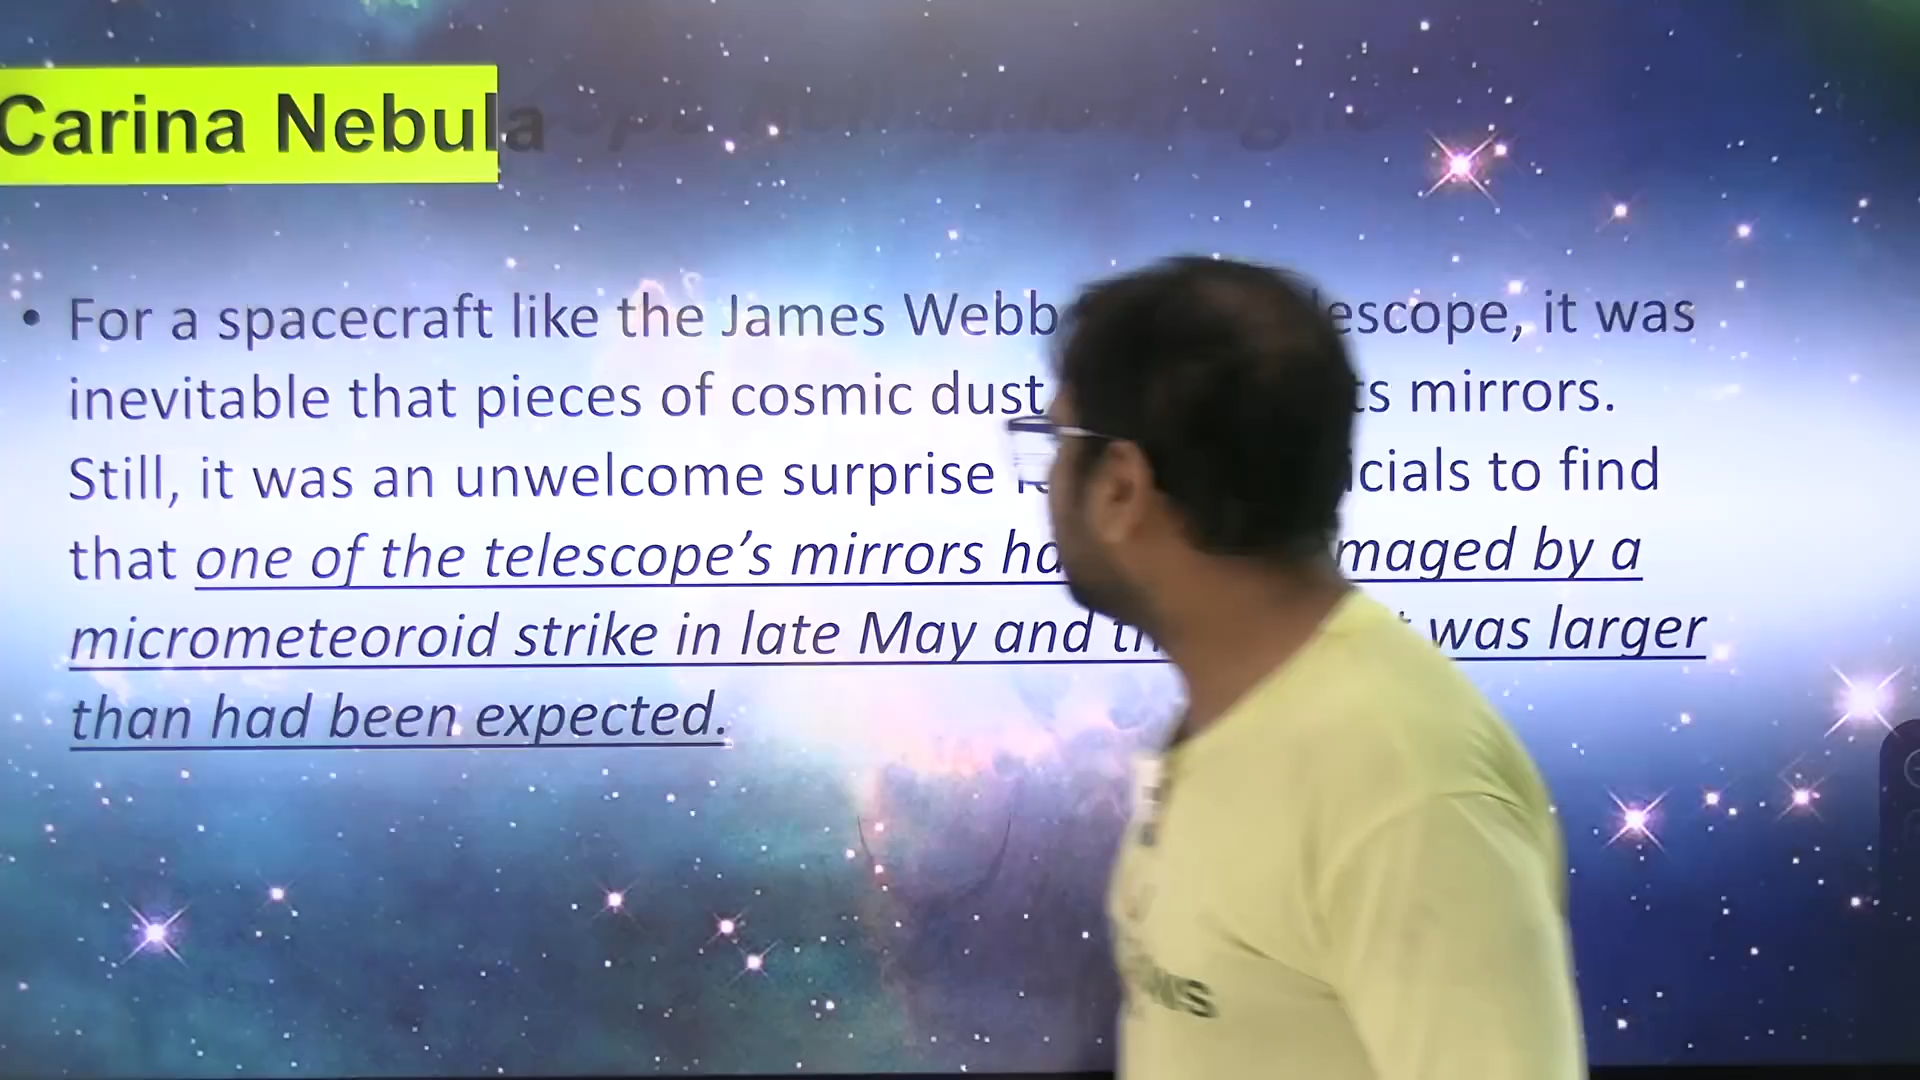 Carina Nebula
• For a spacecraft like the James Webb escope, it was
inevitable that pieces of cosmic dust ts mirrors.
Still, it was an unwelcome surprise icials to find
that one of the telescope's mirrors ha maged by a
micrometeoroid strike in late May and th was larger
than had been expected.